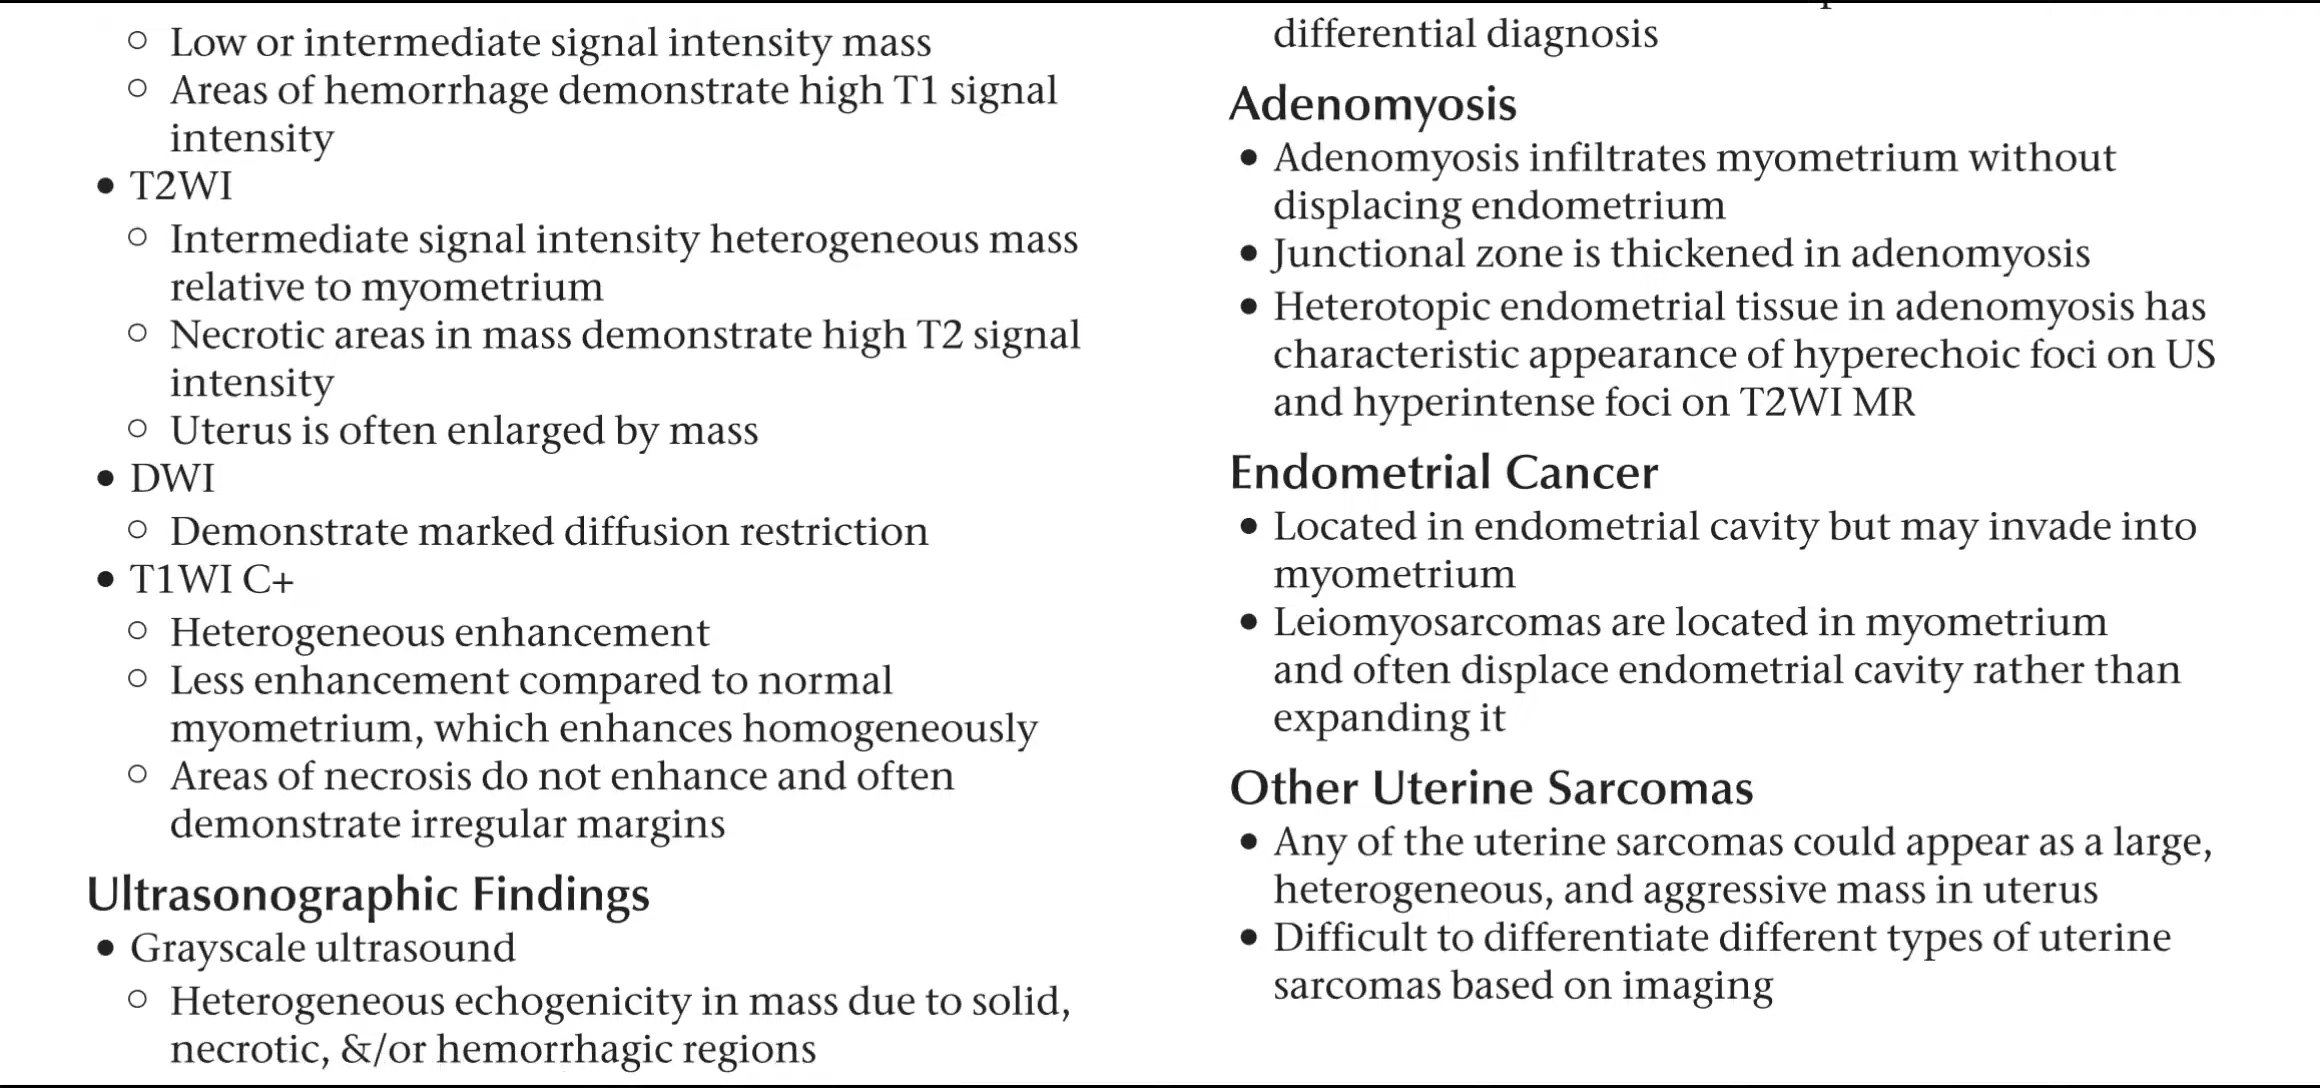 ○ Low or intermediate signal intensity mass
○ Areas of hemorrhage demonstrate high T1 signal
intensity
• T2WI
○ Intermediate signal intensity heterogeneous mass
relative to myometrium
○ Necrotic areas in mass demonstrate high T2 signal
intensity
○ Uterus is often enlarged by mass
• DWI
○ Demonstrate marked diffusion restriction
• T1WI C+
○ Heterogeneous enhancement
○ Less enhancement compared to normal
myometrium, which enhances homogeneously
○ Areas of necrosis do not enhance and often
demonstrate irregular margins
Ultrasonographic Findings
• Grayscale ultrasound
○ Heterogeneous echogenicity in mass due to solid,
necrotic, &/or hemorrhagic regions
differential diagnosis
Adenomyosis
• Adenomyosis infiltrates myometrium without
displacing endometrium
• Junctional zone is thickened in adenomyosis
• Heterotopic endometrial tissue in adenomyosis has
characteristic appearance of hyperechoic foci on US
and hyperintense foci on T2WI MR
Endometrial Cancer
• Located in endometrial cavity but may invade into
myometrium
• Leiomyosarcomas are located in myometrium
and often displace endometrial cavity rather than
expanding it
Other Uterine Sarcomas
• Any of the uterine sarcomas could appear as a large,
heterogeneous, and aggressive mass in uterus
• Difficult to differentiate different types of uterine
sarcomas based on imaging